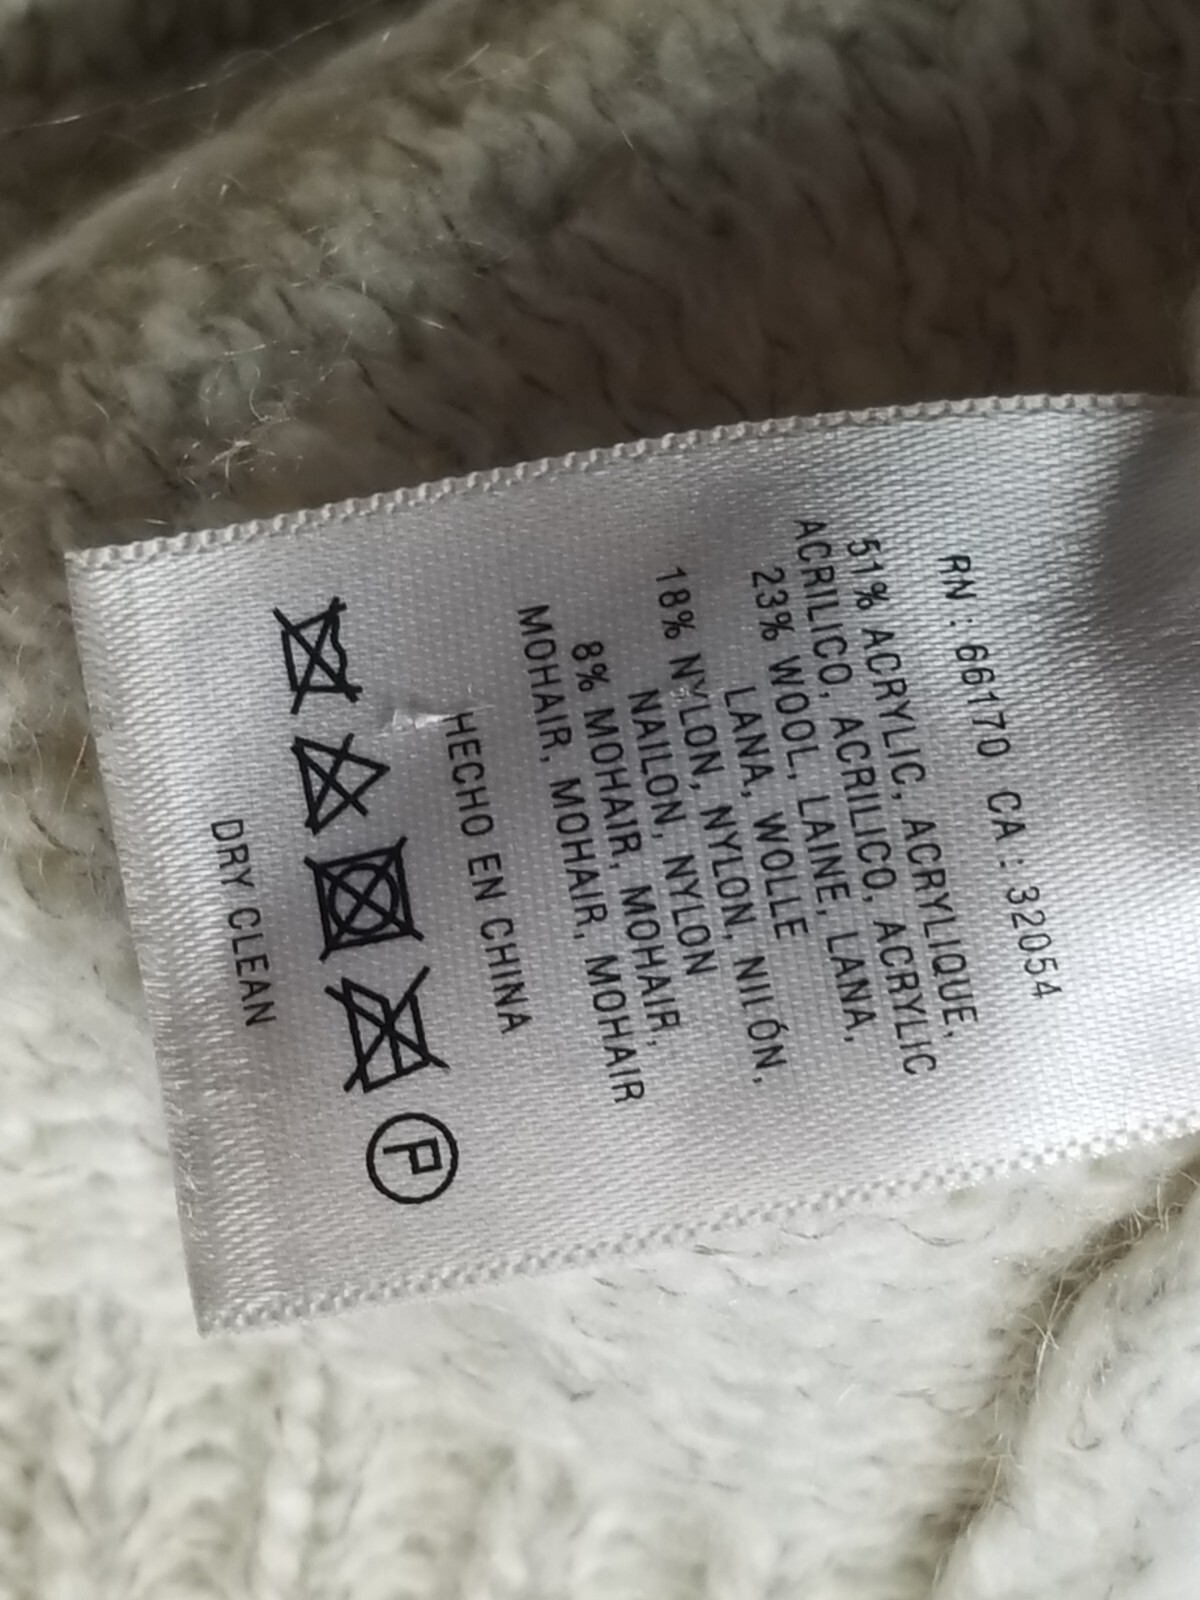 RN : 66170 CA : 32054
51% ACRYLIC, ACRYLIQUE,
ACRILICO, ACRILICO, ACRYLIC
23% WOOL, LAINE, LANA,
LANA, WOLLE
18% NYLON, NYLON, NILÓN,
NAILON, NYLON
8% MOHAIR, MOHAIR,
MOHAIR, MOHAIR, MOHAIR
HECHO EN CHINA
P
DRY CLEAN